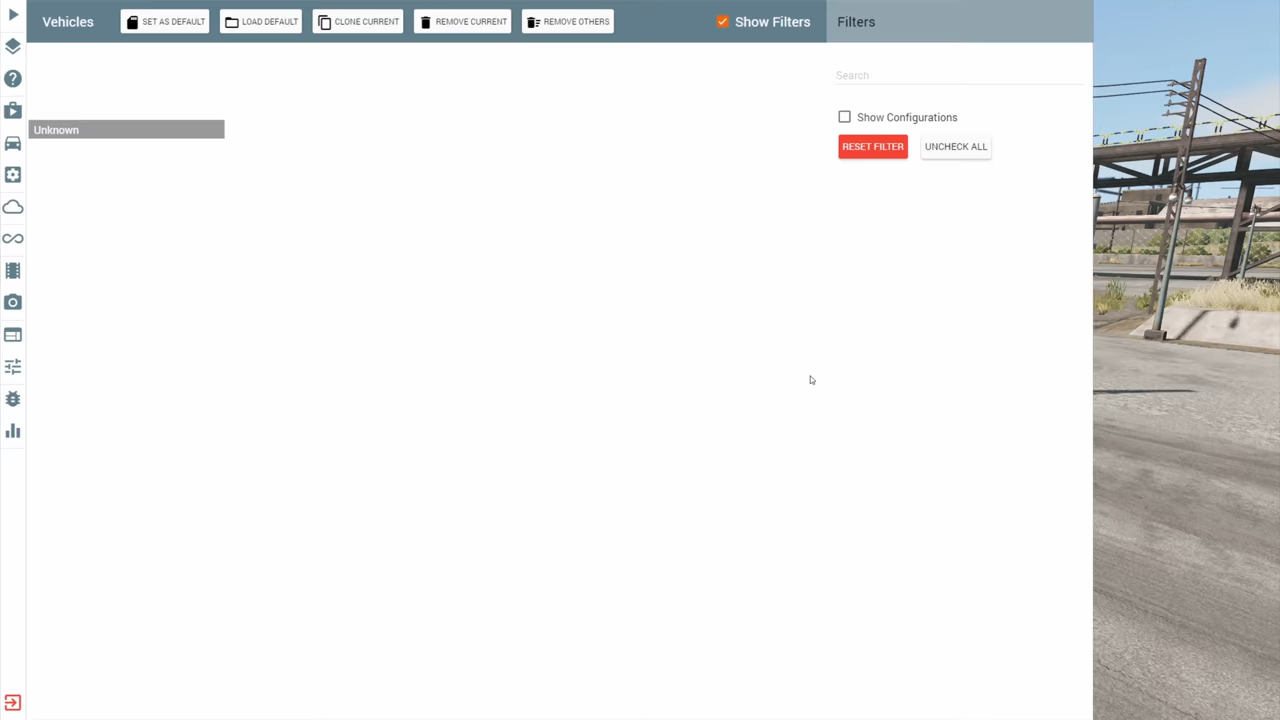 Vehicles
SET AS DEFAULT
LOAD DEFAULT
CLONE CURRENT
REMOVE CURRENT
REMOVE OTHERS
Show Filters
Filters
Search
Show Configurations
Unknown
RESET FILTER
UNCHECK ALL